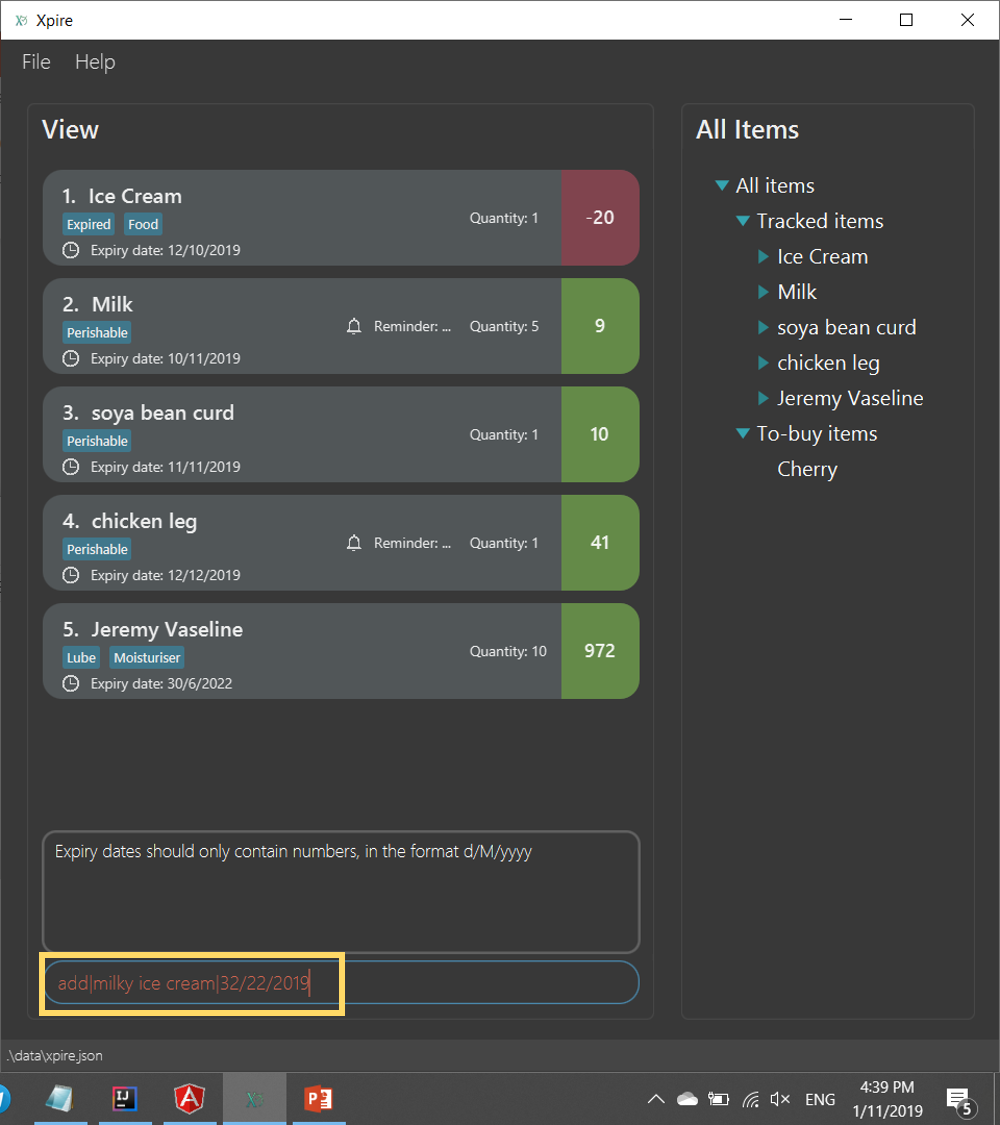 Xpire
File Help
View
1. Ice Cream
Expired Food
Expiry date: 12/10/2019
Quantity: 1
-20
2. Milk
Perishable
Expiry date: 10/11/2019
Reminder: ... Quantity: 5
9
3. soya bean curd
Perishable
Expiry date: 11/11/2019
Quantity: 1
10
4. chicken leg
Perishable
Expiry date: 12/12/2019
Reminder: ... Quantity: 1
41
5. Jeremy Vaseline
Lube Moisturiser
Expiry date: 30/6/2022
Quantity: 10
972
Expiry dates should only contain numbers, in the format d/M/yyyy
add|milky ice cream|32/22/2019
All Items
All items
Tracked items
Ice Cream
Milk
soya bean curd
chicken leg
Jeremy Vaseline
To-buy items
Cherry
.\data\xpire.json
IJ
A
P
ENG
4:39 PM
1/11/2019
5